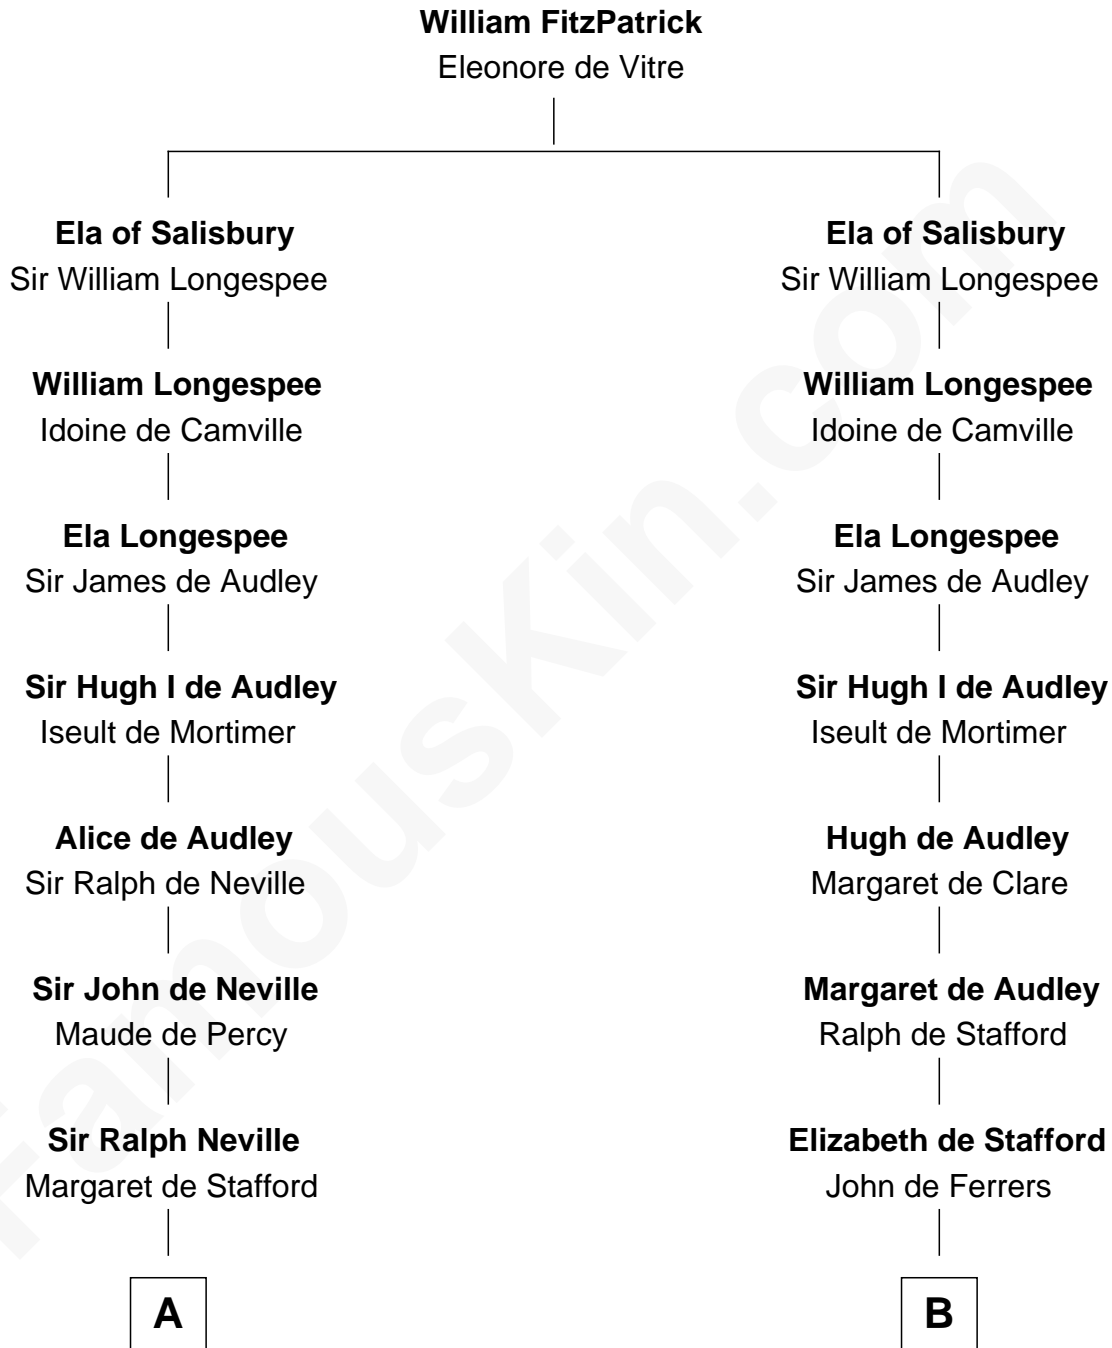 William FitzPatrick
Eleonore de Vitre
Ela of Salisbury
Sir William Longespee
Ela of Salisbury
Sir William Longespee
William Longespee
Idoine de Camville
William Longespee
Idoine de Camville
Ela Longespee
Sir James de Audley
Ela Longespee
Sir James de Audley
Sir Hugh I de Audley
Iseult de Mortimer
Sir Hugh I de Audley
Iseult de Mortimer
Alice de Audley
Sir Ralph de Neville
Hugh de Audley
Margaret de Clare
Sir John de Neville
Maude de Percy
Margaret de Audley
Ralph de Stafford
Sir Ralph Neville
Margaret de Stafford
Elizabeth de Stafford
John de Ferrers
A
B
FamousKin.com